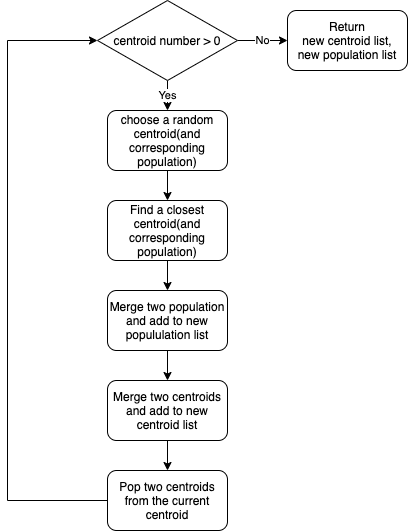 centroid number > 0
No
Return
new centroid list,
new population list
Yes
choose a random
centroid(and
corresponding
population)
Find a closest
centroid(and
corresponding
population)
Merge two population
and add to new
popululation list
Merge two centroids
and add to new
centroid list
Pop two centroids
from the current
centroid